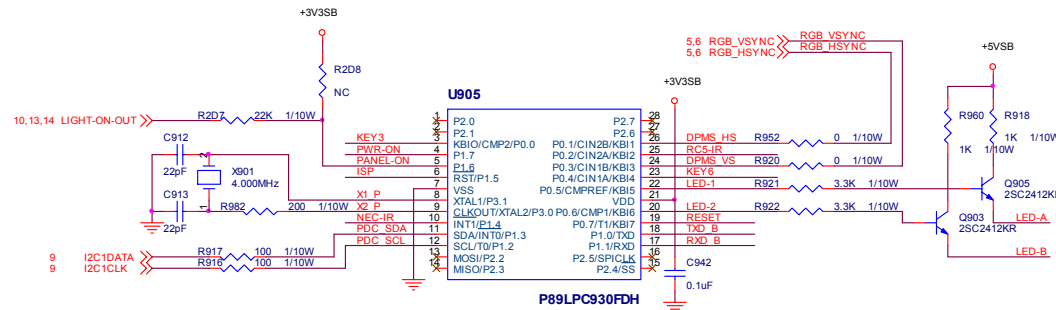 +3V3SB
R2D8
NC
10,13,14 LIGHT-ON-OUT
R2D7 22K 1/10W
C912
22pF
C913
22pF
2
X901
4.000MHz
1
R982 200 1/10W
9 I2C1DATA
9 I2C1CLK
R917 100 1/10W
R916 100 1/10W
KEY3
PWR-ON
PANEL-ON
ISP
X1_P
X2_P
NEC-IR
PDC_SDA
PDC_SCL
U905
1 P2.0
2 P2.1
3 KBIO/CMP2/P0.0
4 P1.7
5 P1.6
6 RST/P1.5
7 VSS
8 XTAL1/P3.1
9 CLKOUT/XTAL2/P3.0
10 INT1/P1.4
11 SDA/INT0/P1.3
12 SCL/T0/P1.2
13 MOSI/P2.2
14 MISO/P2.3
P2.7 28
P2.6 27
P0.1/CIN2B/KBI1 26
P0.2/CIN2A/KBI2 25
P0.3/CIN1B/KBI3 24
P0.4/CIN1A/KBI4 23
P0.5/CMPREF/KBI5 22
VDD 21
P0.6/CMP1/KBI6 20
P0.7/T1/KBI7 19
P1.0/TXD 18
P1.1/RXD 17
P2.5/SPICLK 16
P2.4/SS 15
P89LPC930FDH
+3V3SB
C942
0.1uF
DPMS_HS
RC5-IR
DPMS_VS
KEY6
LED-1
LED-2
RESET
TXD_B
RXD_B
R952 0 1/10W
R920 0 1/10W
R921 3.3K 1/10W
R922 3.3K 1/10W
5,6 RGB_VSYNC RGB_VSYNC
5,6 RGB_HSYNC RGB_HSYNC
+5VSB
R960
1K 1/10W
R918
1K 1/10W
Q905
2SC2412KR
Q903
2SC2412KR
LED-A
LED-B